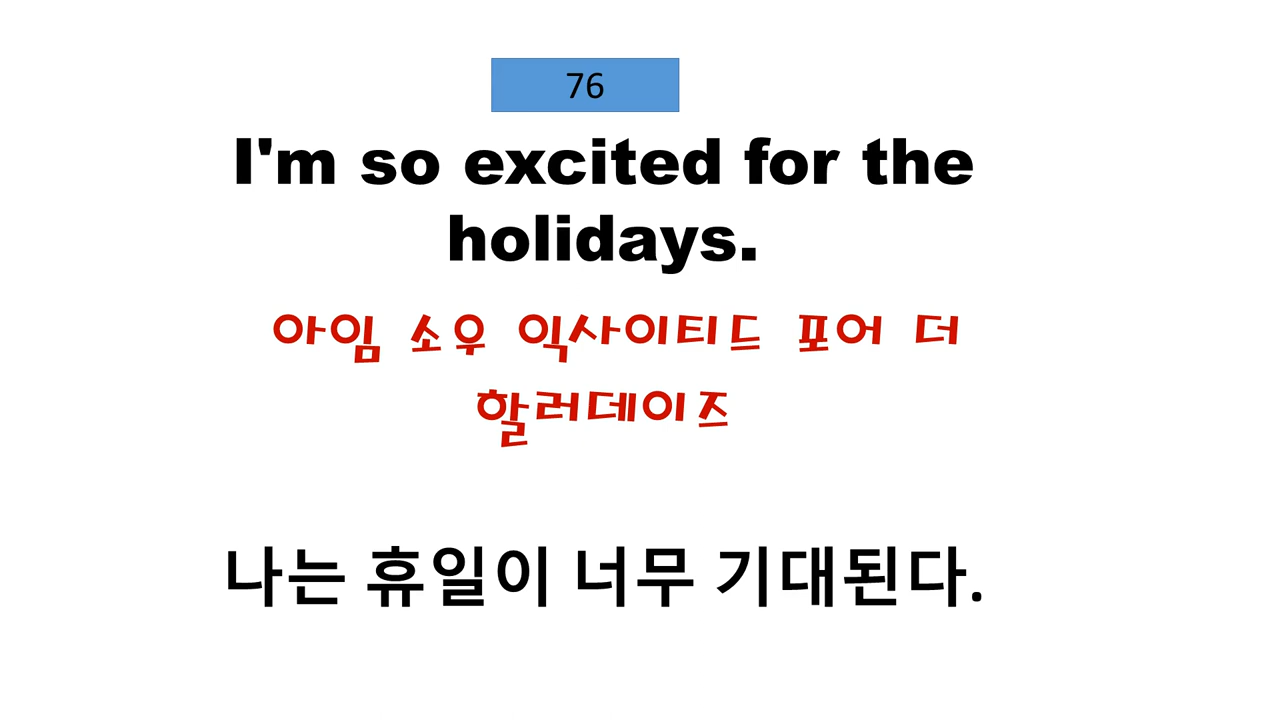 76
I'm so excited for the
holidays.
아임 소우 익사이티드 포어 더
할러데이즈
나는 휴일이 너무 기대된다.